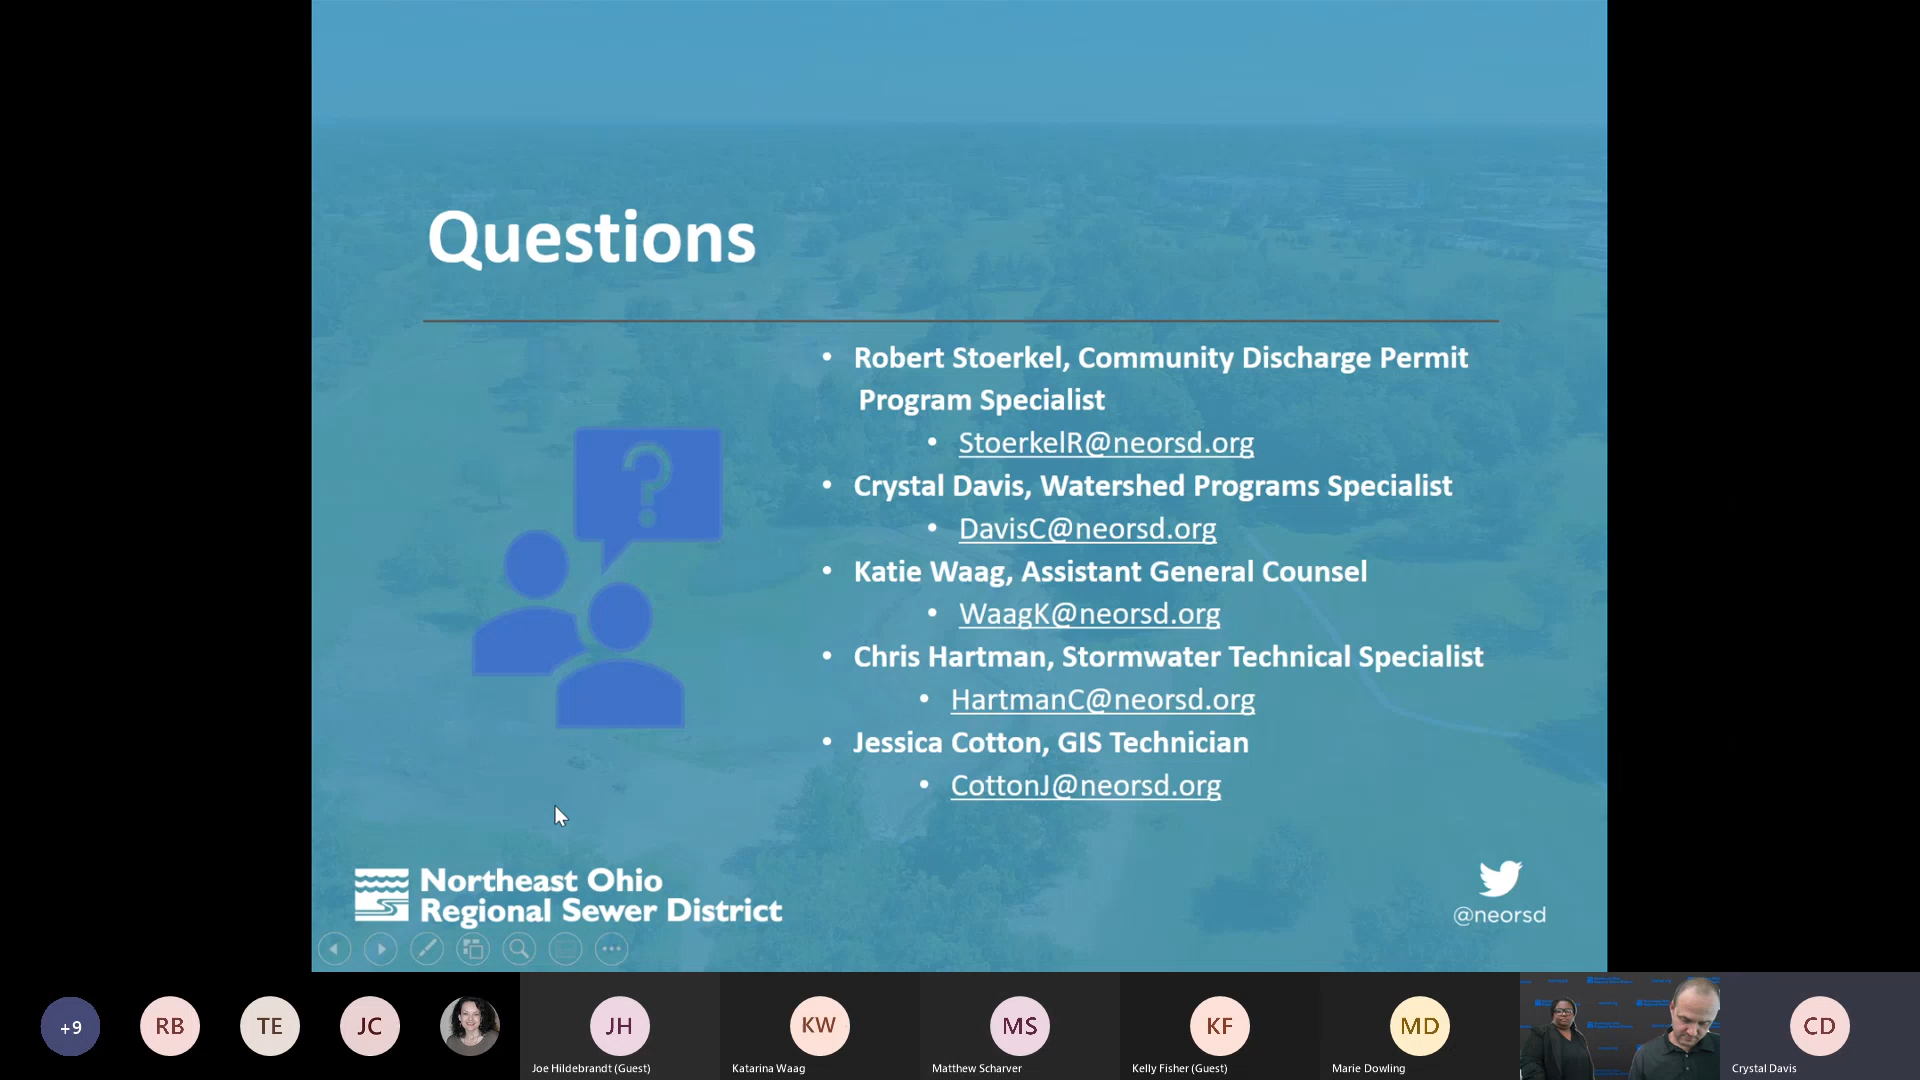 Questions
• Robert Stoerkel, Community Discharge Permit
Program Specialist
• StoerkelR@neorsd.org
• Crystal Davis, Watershed Programs Specialist
• DavisC@neorsd.org
• Katie Waag, Assistant General Counsel
• WaagK@neorsd.org
• Chris Hartman, Stormwater Technical Specialist
• HartmanC@neorsd.org
• Jessica Cotton, GIS Technician
• CottonJ@neorsd.org
?
Northeast Ohio
Regional Sewer District
@neorsd
+9
RB
TE
JC
JH
KW
MS
KF
MD
CD
Joe Hildebrandt (Guest)
Katarina Waag
Matthew Scharver
Kelly Fisher (Guest)
Marie Dowling
Crystal Davis